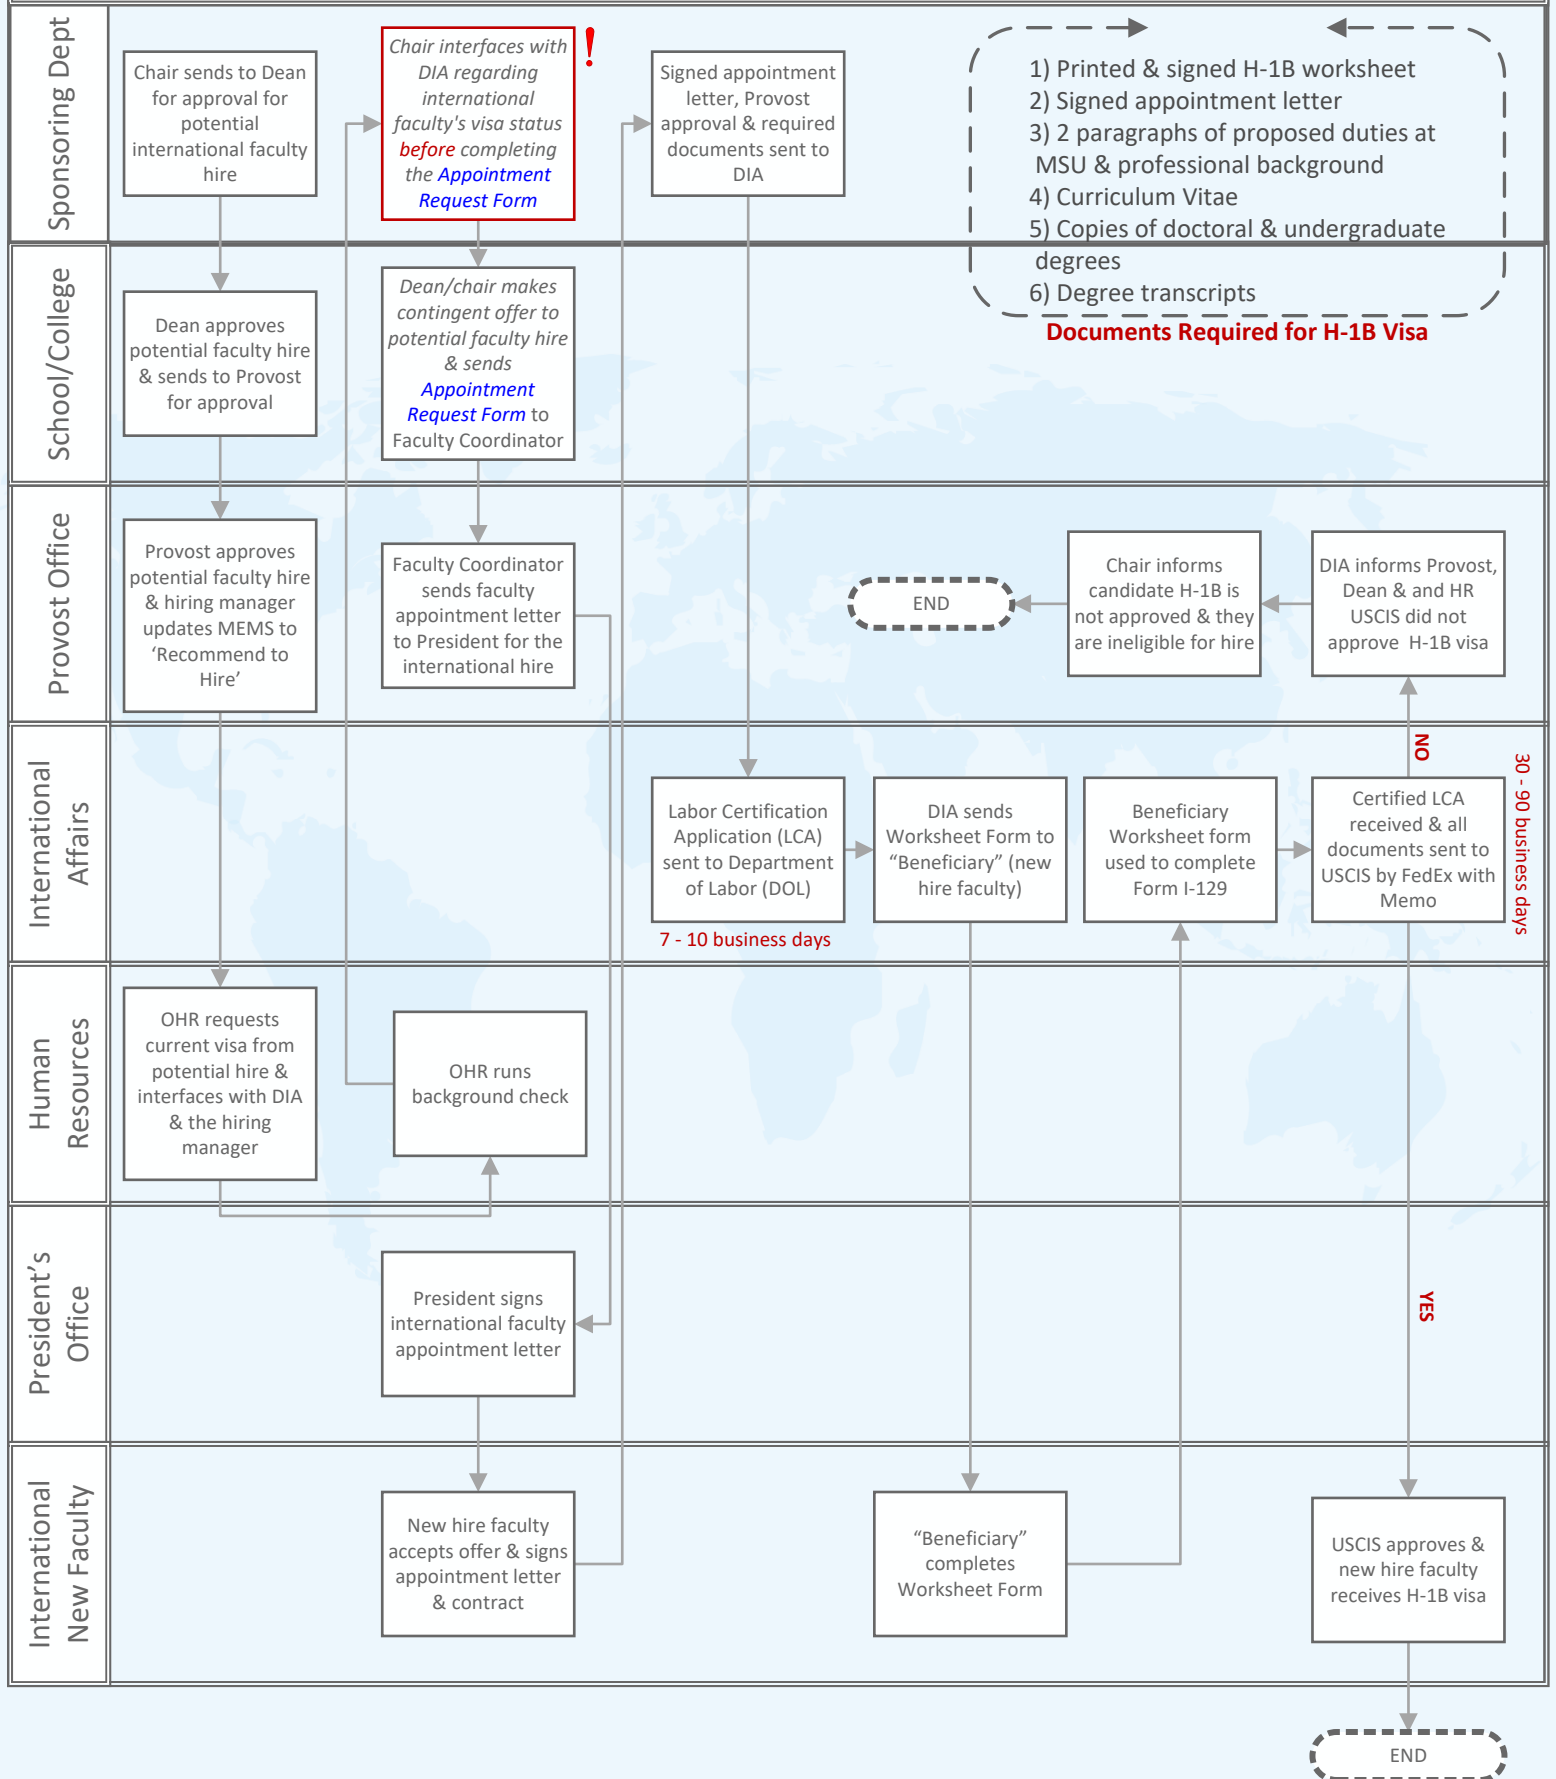 Sponsoring Dept
Chair sends to Dean
for approval for
potential
international faculty
hire
Chair interfaces with
DIA regarding
international
faculty's visa status
before completing
the Appointment
Request Form
!
Signed appointment
letter, Provost
approval & required
documents sent to
DIA
1) Printed & signed H-1B worksheet
2) Signed appointment letter
3) 2 paragraphs of proposed duties at
MSU & professional background
4) Curriculum Vitae
5) Copies of doctoral & undergraduate
degrees
6) Degree transcripts
Documents Required for H-1B Visa
School/College
Dean approves
potential faculty hire
& sends to Provost
for approval
Dean/chair makes
contingent offer to
potential faculty hire
& sends
Appointment
Request Form to
Faculty Coordinator
Provost Office
Provost approves
potential faculty hire
& hiring manager
updates MEMS to
‘Recommend to
Hire’
Faculty Coordinator
sends faculty
appointment letter
to President for the
international hire
END
Chair informs
candidate H-1B is
not approved & they
are ineligible for hire
DIA informs Provost,
Dean & and HR
USCIS did not
approve H-1B visa
International
Affairs
Labor Certification
Application (LCA)
sent to Department
of Labor (DOL)
7 - 10 business days
DIA sends
Worksheet Form to
“Beneficiary” (new
hire faculty)
Beneficiary
Worksheet form
used to complete
Form I-129
NO
Certified LCA
received & all
documents sent to
USCIS by FedEx with
Memo
30 - 90 business days
Human
Resources
OHR requests
current visa from
potential hire &
interfaces with DIA
& the hiring
manager
OHR runs
background check
President’s
Office
President signs
international faculty
appointment letter
YES
International
New Faculty
New hire faculty
accepts offer & signs
appointment letter
& contract
“Beneficiary”
completes
Worksheet Form
USCIS approves &
new hire faculty
receives H-1B visa
END